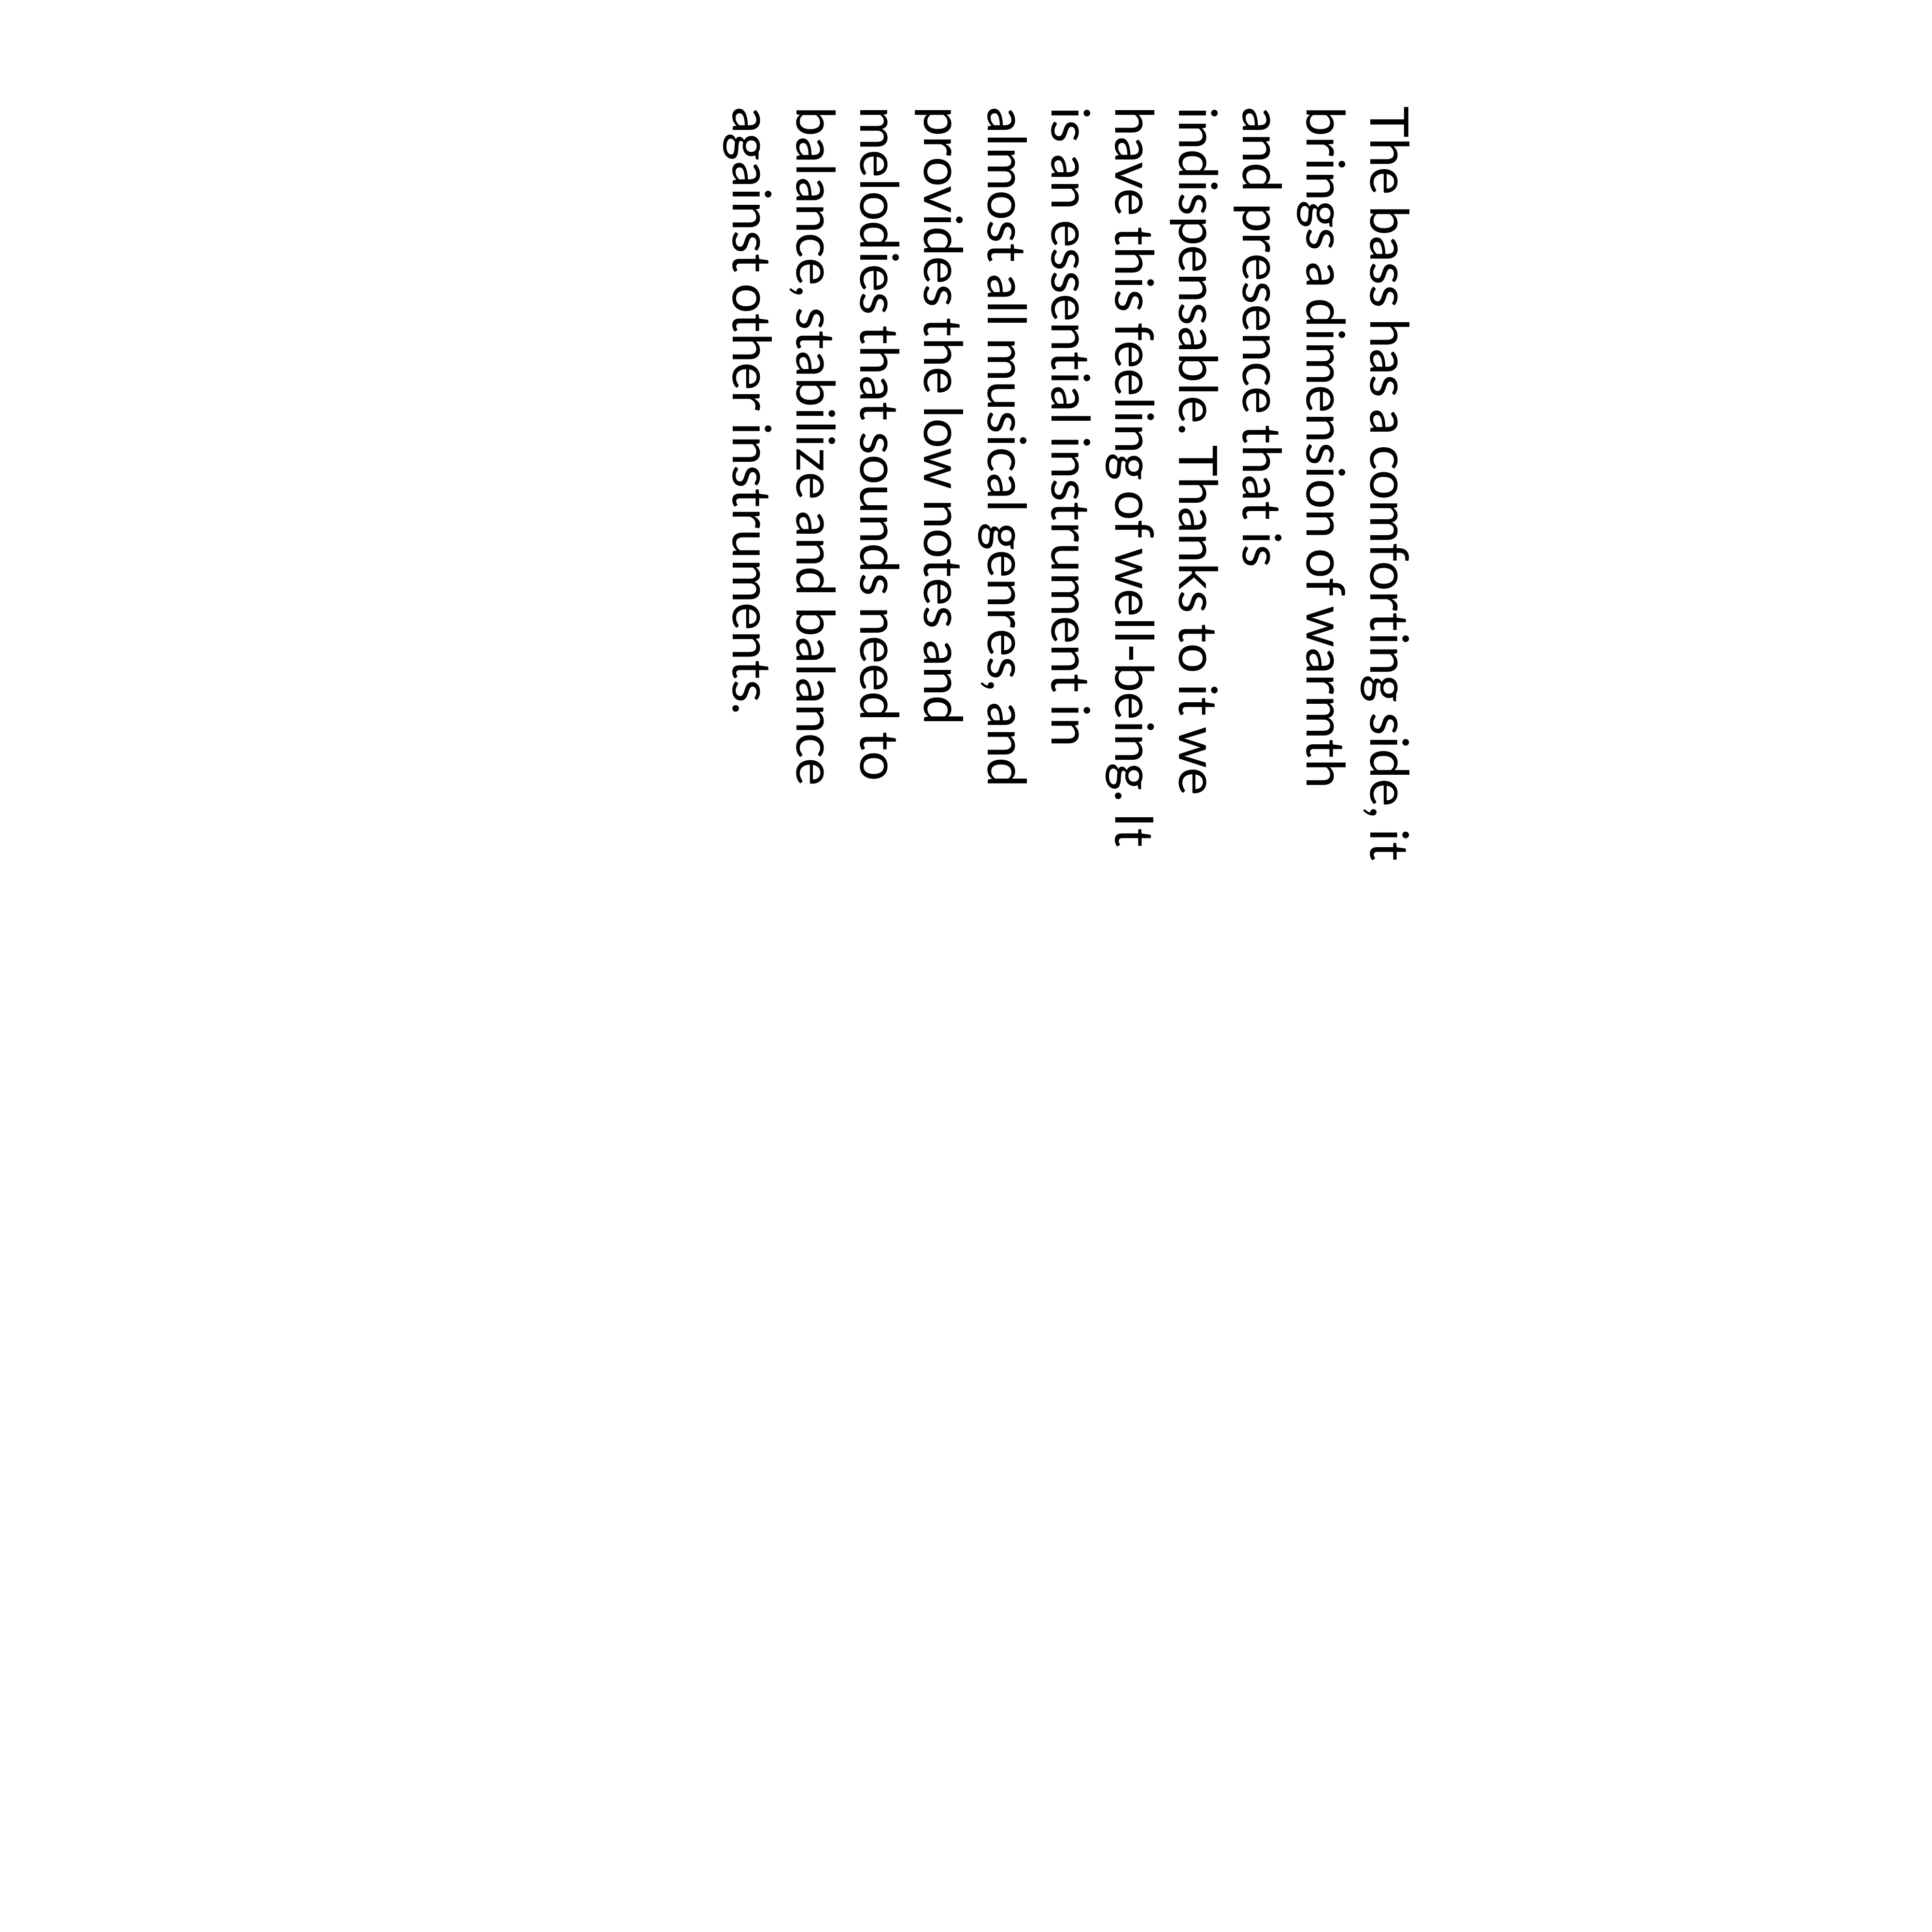 The bass has a comforting side, it
brings a dimension of warmth
and presence that is
indispensable. Thanks to it we
have this feeling of well-being. It
is an essential instrument in
almost all musical genres, and
provides the low notes and
melodies that sounds need to
balance, stabilize and balance
against other instruments.